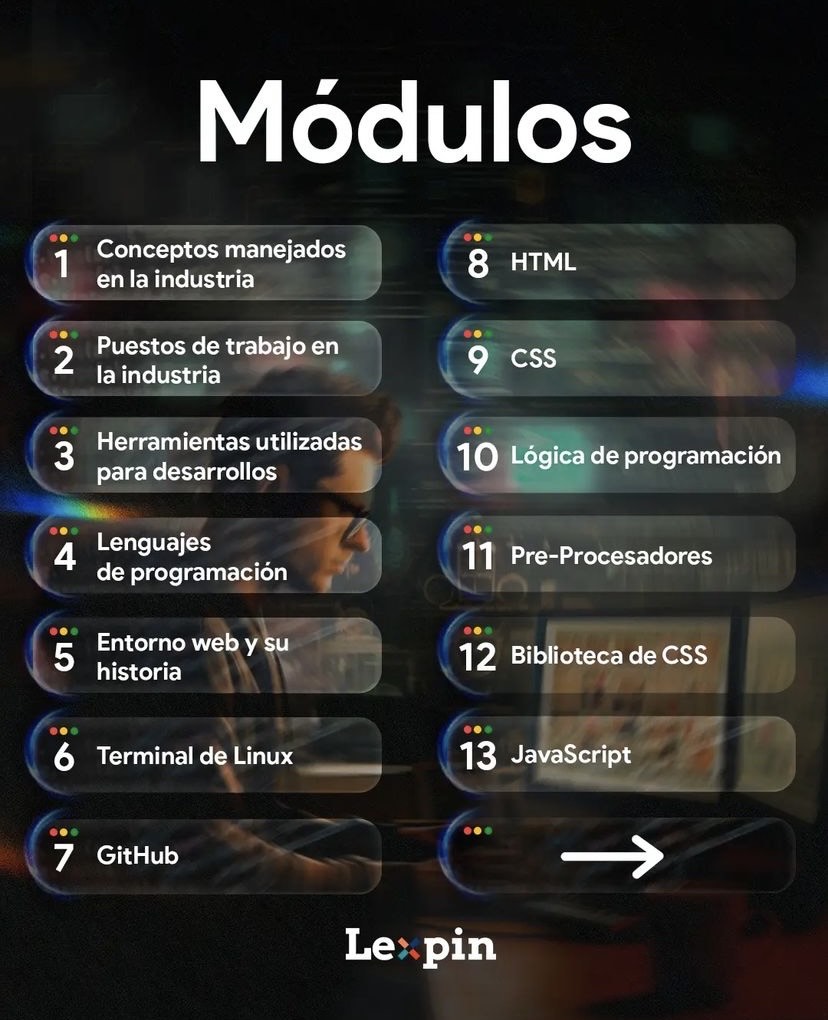 Módulos
1
Conceptos manejados
en la industria
2
Puestos de trabajo en
la industria
3
Herramientas utilizadas
para desarrollos
4
Lenguajes
de programación
5
Entorno web y su
historia
6
Terminal de Linux
7
GitHub
8
HTML
9
CSS
10
Lógica de programación
11
Pre-Procesadores
12
Biblioteca de CSS
13
JavaScript
Lexpin